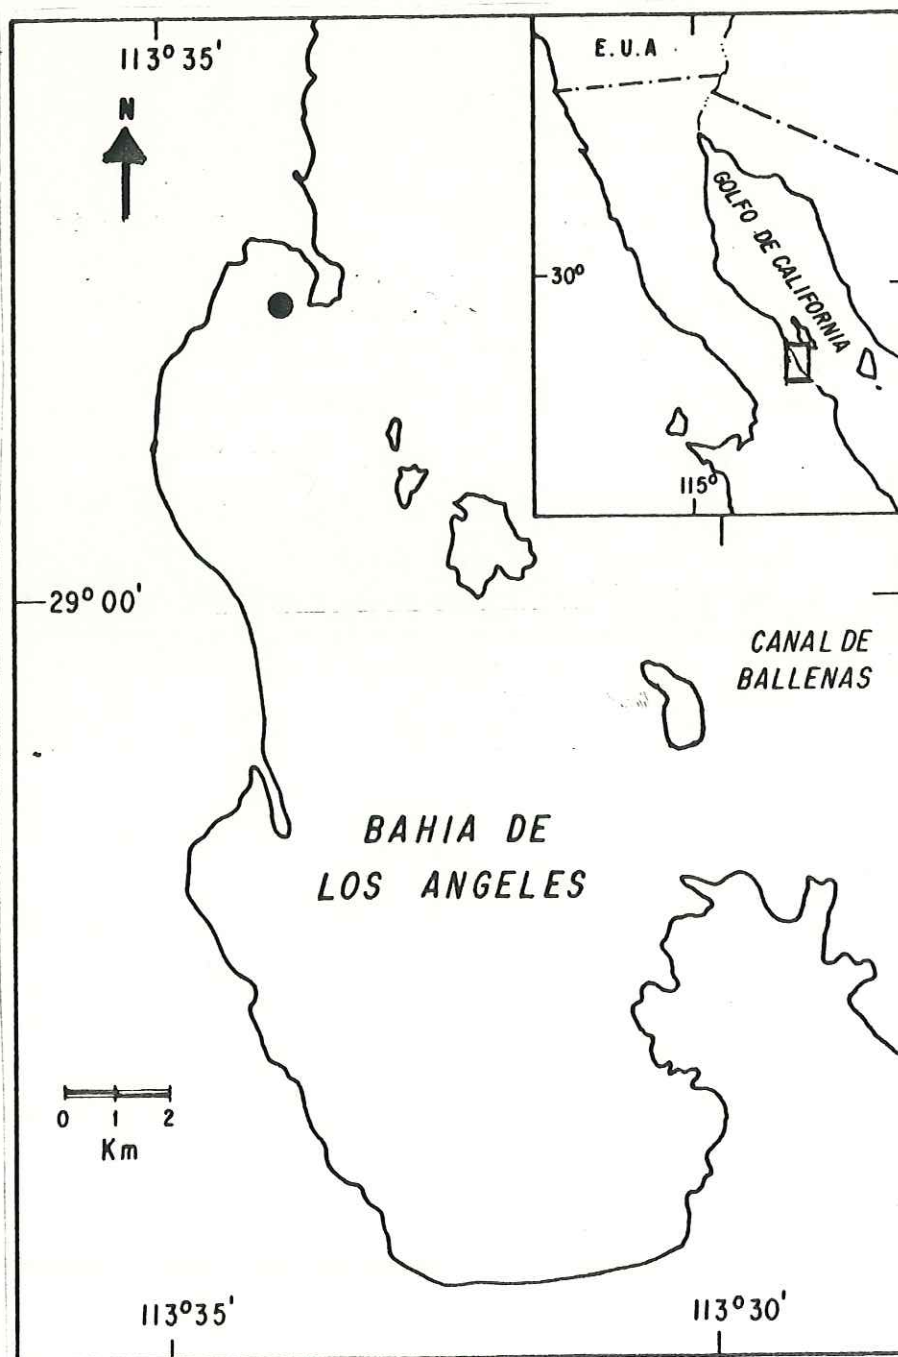 113° 35'
N
E.U.A
GOLFO DE CALIFORNIA
30°
115°
29° 00'
CANAL DE
BALLENAS
BAHIA DE
LOS ANGELES
0 1 2
Km
113° 35'
113° 30'